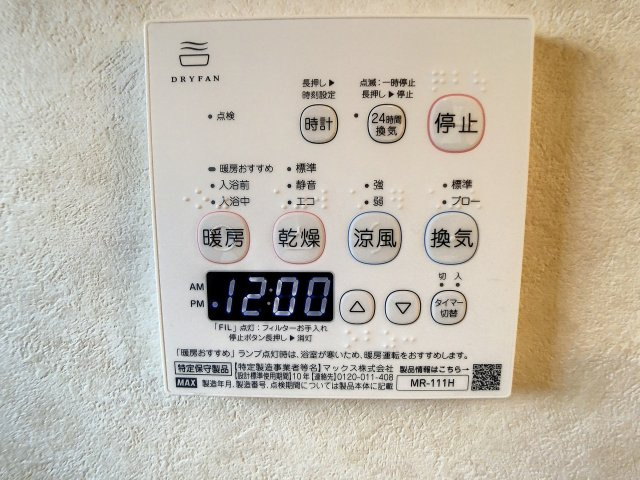 DRYFAN
長押し▶
時刻設定
点滅：一時停止
長押し▶停止
点検
時計
24時間
換気
停止
暖房おすすめ
入浴前
入浴中
標準
静音
エコ
強
弱
標準
ブロー
暖房
乾燥
涼風
換気
切 入
AM
PM
12:00
△
▽
タイマー
切替
「FIL」点灯：フィルターお手入れ
停止ボタン長押し▶消灯
「暖房おすすめ」ランプ点灯時は、浴室が寒いため、暖房運転をおすすめします。
特定保守製品 【特定製造事業者等名】マックス株式会社 製品情報はこちら→
【設計標準使用期間】10年【連絡先】0120-011-408
MAX 製造年月、製造番号、点検期間については製品本体に記載 MR-111H